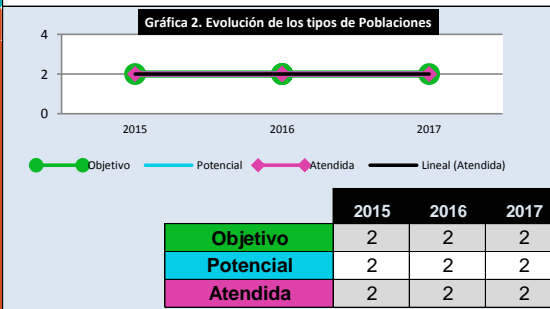 Gráfica 2. Evolución de los tipos de Poblaciones
4
2
0
2015 2016 2017
Objetivo Potencial Atendida Lineal (Atendida)
2015 2016 2017
Objetivo 2 2 2
Potencial 2 2 2
Atendida 2 2 2